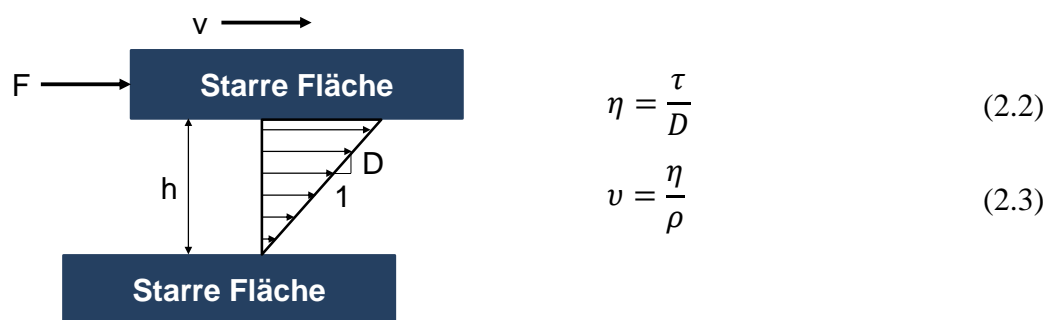 v
F
Starre Fläche
h
D
1
Starre Fläche
η = τ / D (2.2)
υ = η / ρ (2.3)